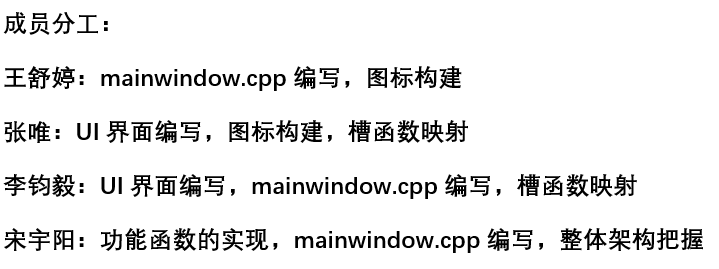 成员分工：
王舒婷：mainwindow.cpp 编写，图标构建
张唯：UI 界面编写，图标构建，槽函数映射
李钧毅：UI 界面编写，mainwindow.cpp 编写，槽函数映射
宋宇阳：功能函数的实现，mainwindow.cpp 编写，整体架构把握